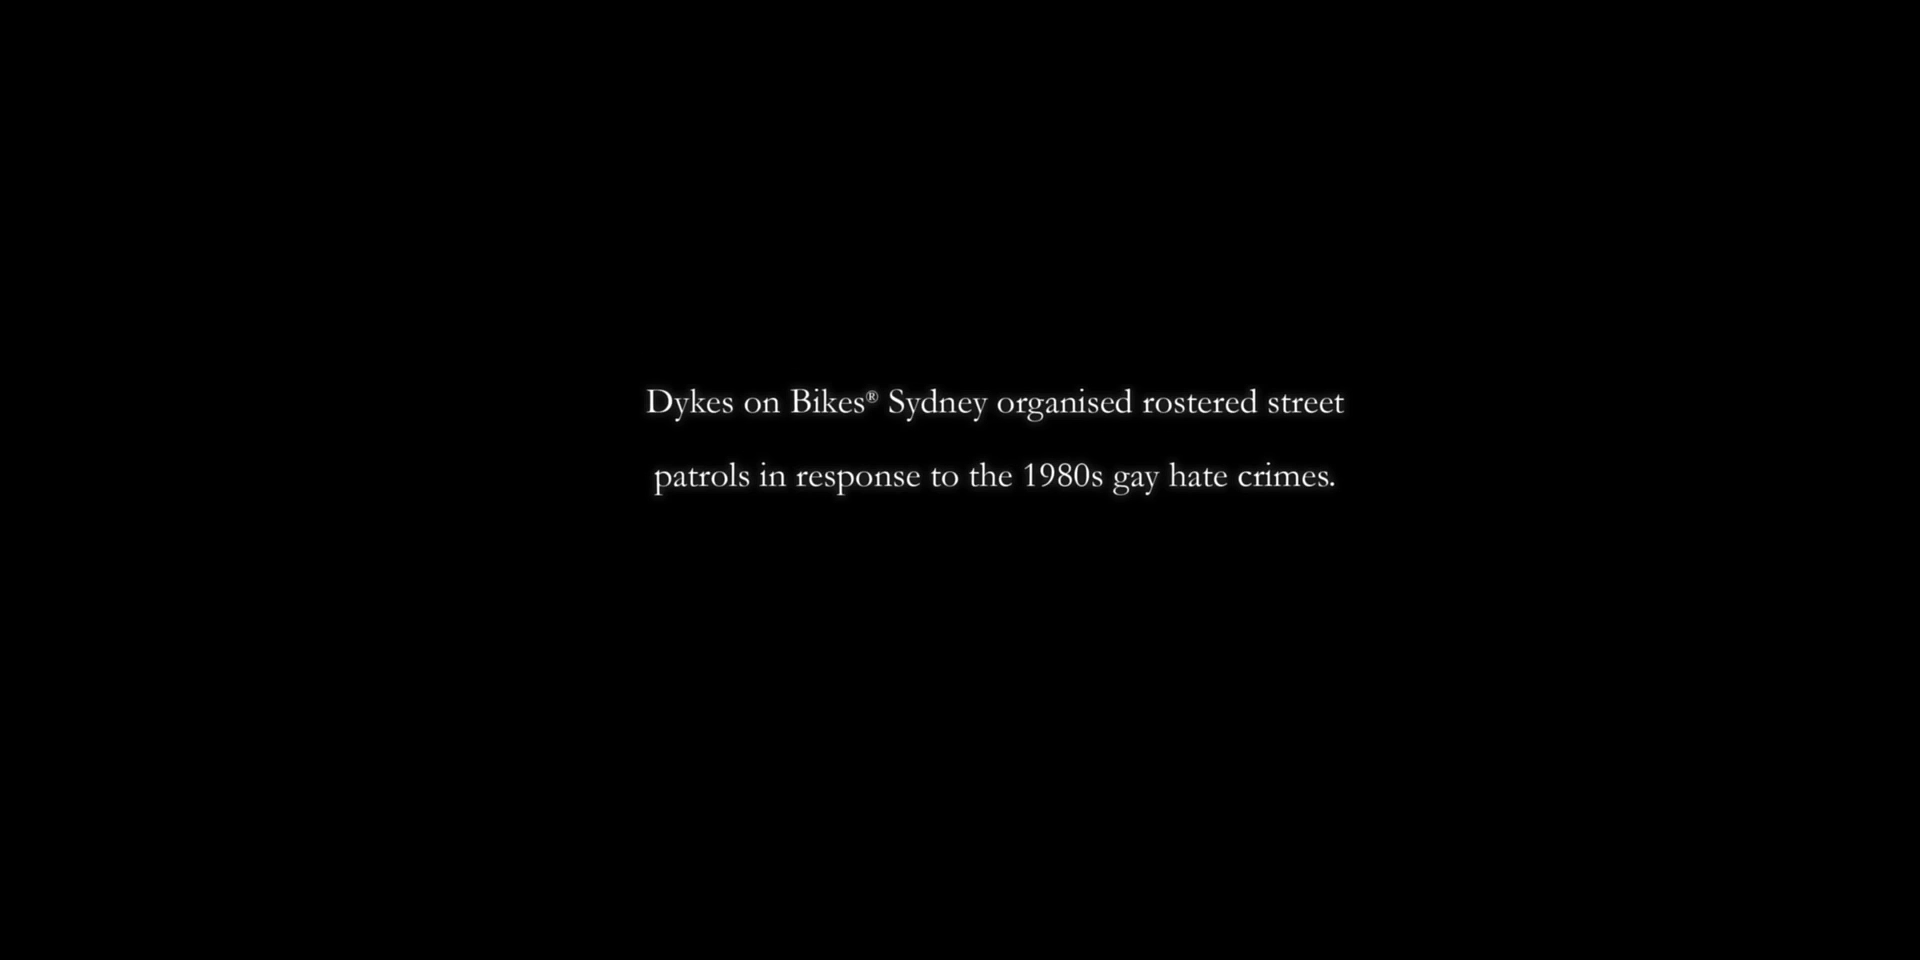 Dykes on Bikes® Sydney organised rostered street
patrols in response to the 1980s gay hate crimes.